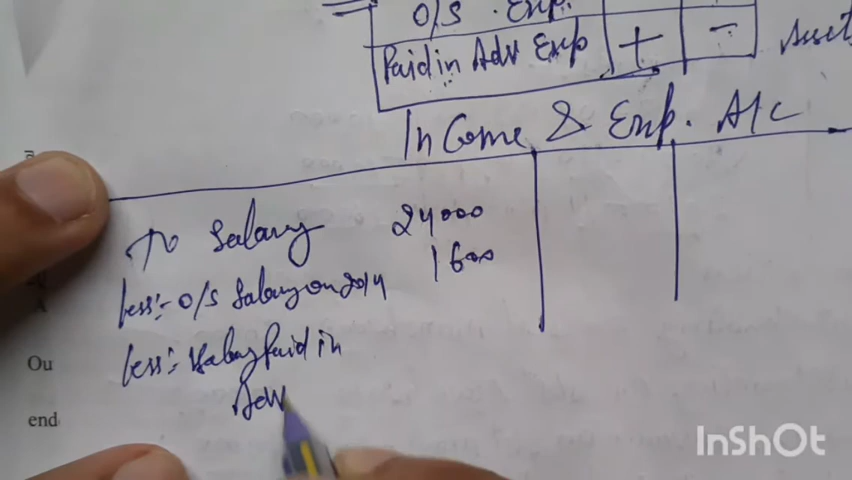 O/S . Exp.
Paid in Adv Exp + - Asset
InCome & Exp. A/c
To Salary 24000
less:- O/S Salary on 2014 1600
less:- Salary paid in
Adv
Ou
end
InShOt